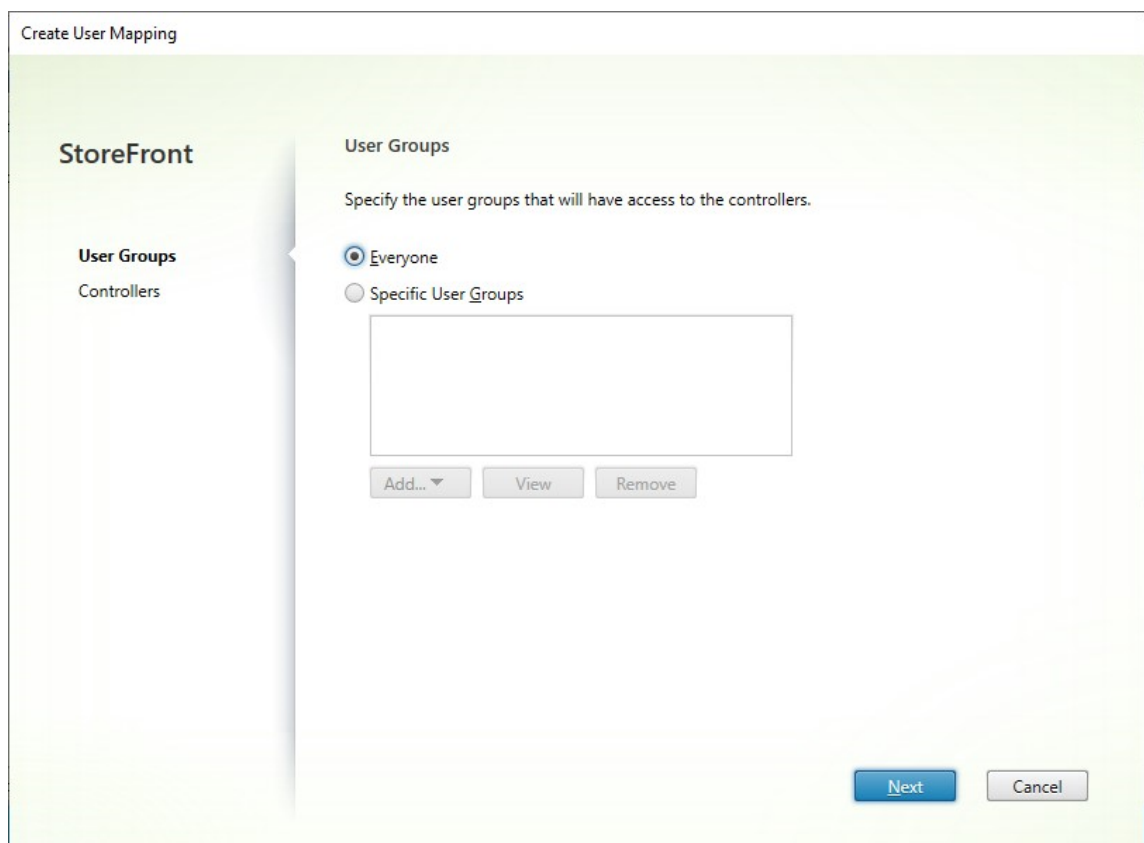 Create User Mapping
StoreFront
User Groups
Controllers
User Groups
Specify the user groups that will have access to the controllers.
Everyone
Specific User Groups
Add...
View
Remove
Next
Cancel